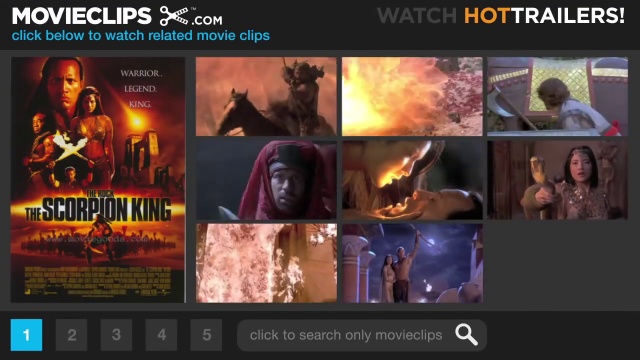 MOVIECLIPS .COM
click below to watch related movie clips
WATCH HOTTRAILERS!
WARRIOR.
LEGEND.
KING.
THE ROCK
THE SCORPION KING
1 2 3 4 5
click to search only movieclips